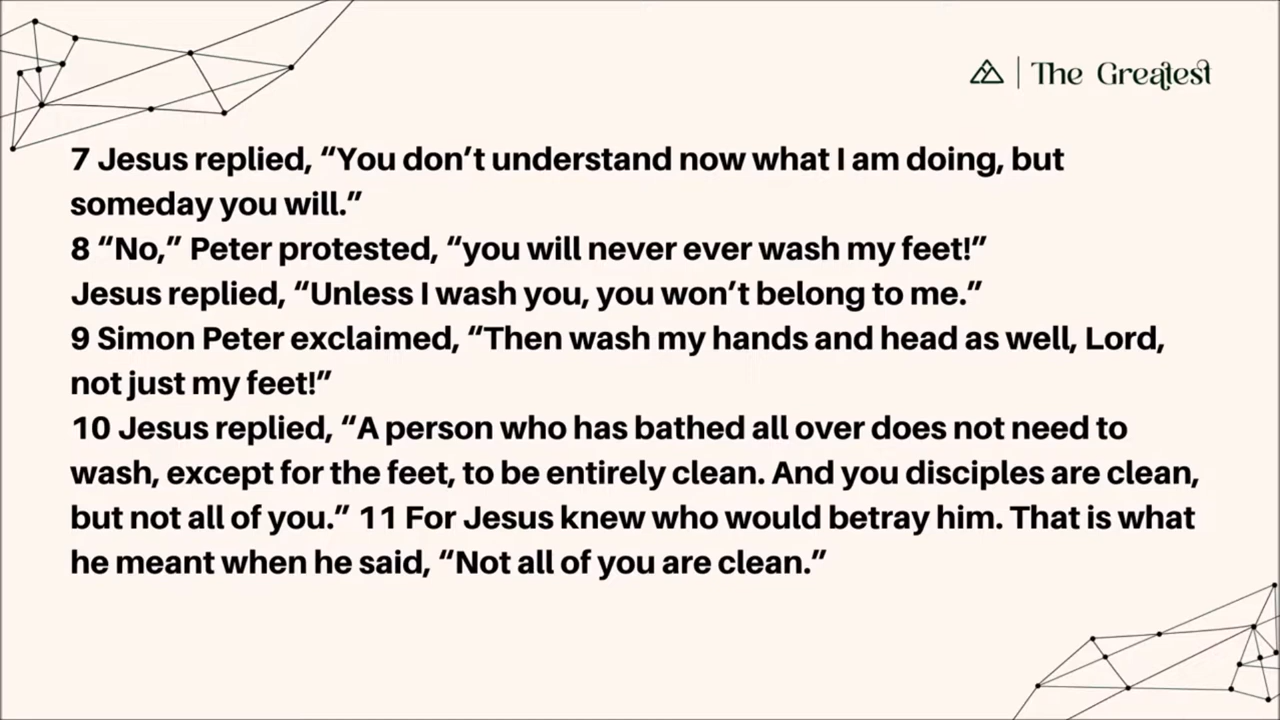 The Greatest
7 Jesus replied, “You don’t understand now what I am doing, but
someday you will.”
8 “No,” Peter protested, “you will never ever wash my feet!”
Jesus replied, “Unless I wash you, you won’t belong to me.”
9 Simon Peter exclaimed, “Then wash my hands and head as well, Lord,
not just my feet!”
10 Jesus replied, “A person who has bathed all over does not need to
wash, except for the feet, to be entirely clean. And you disciples are clean,
but not all of you.” 11 For Jesus knew who would betray him. That is what
he meant when he said, “Not all of you are clean.”